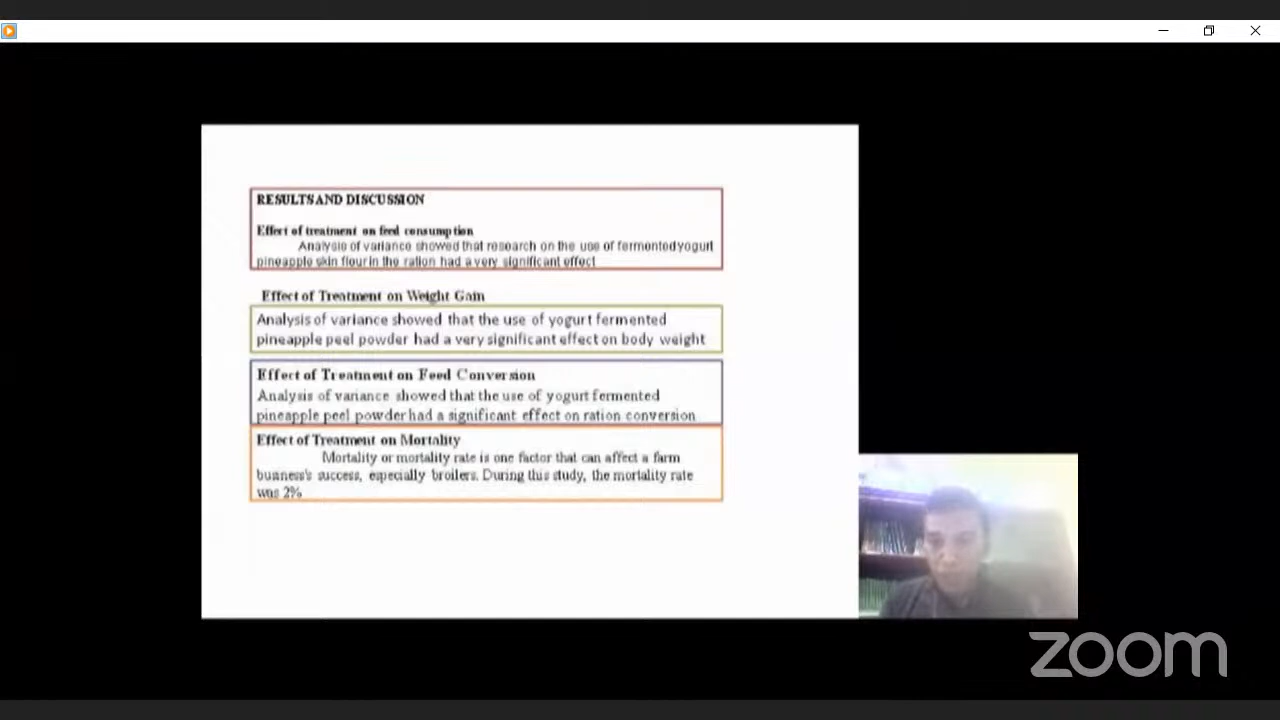 RESULTS AND DISCUSSION
Effect of treatment on feed consumption
Analysis of variance showed that research on the use of fermented yogurt
pineapple skin flour in the ration had a very significant effect
Effect of Treatment on Weight Gain
Analysis of variance showed that the use of yogurt fermented
pineapple peel powder had a very significant effect on body weight
Effect of Treatment on Feed Conversion
Analysis of variance showed that the use of yogurt fermented
pineapple peel powder had a significant effect on ration conversion
Effect of Treatment on Mortality
Mortality or mortality rate is one factor that can affect a farm
business's success, especially broilers. During this study, the mortality rate
was 2%
zoom